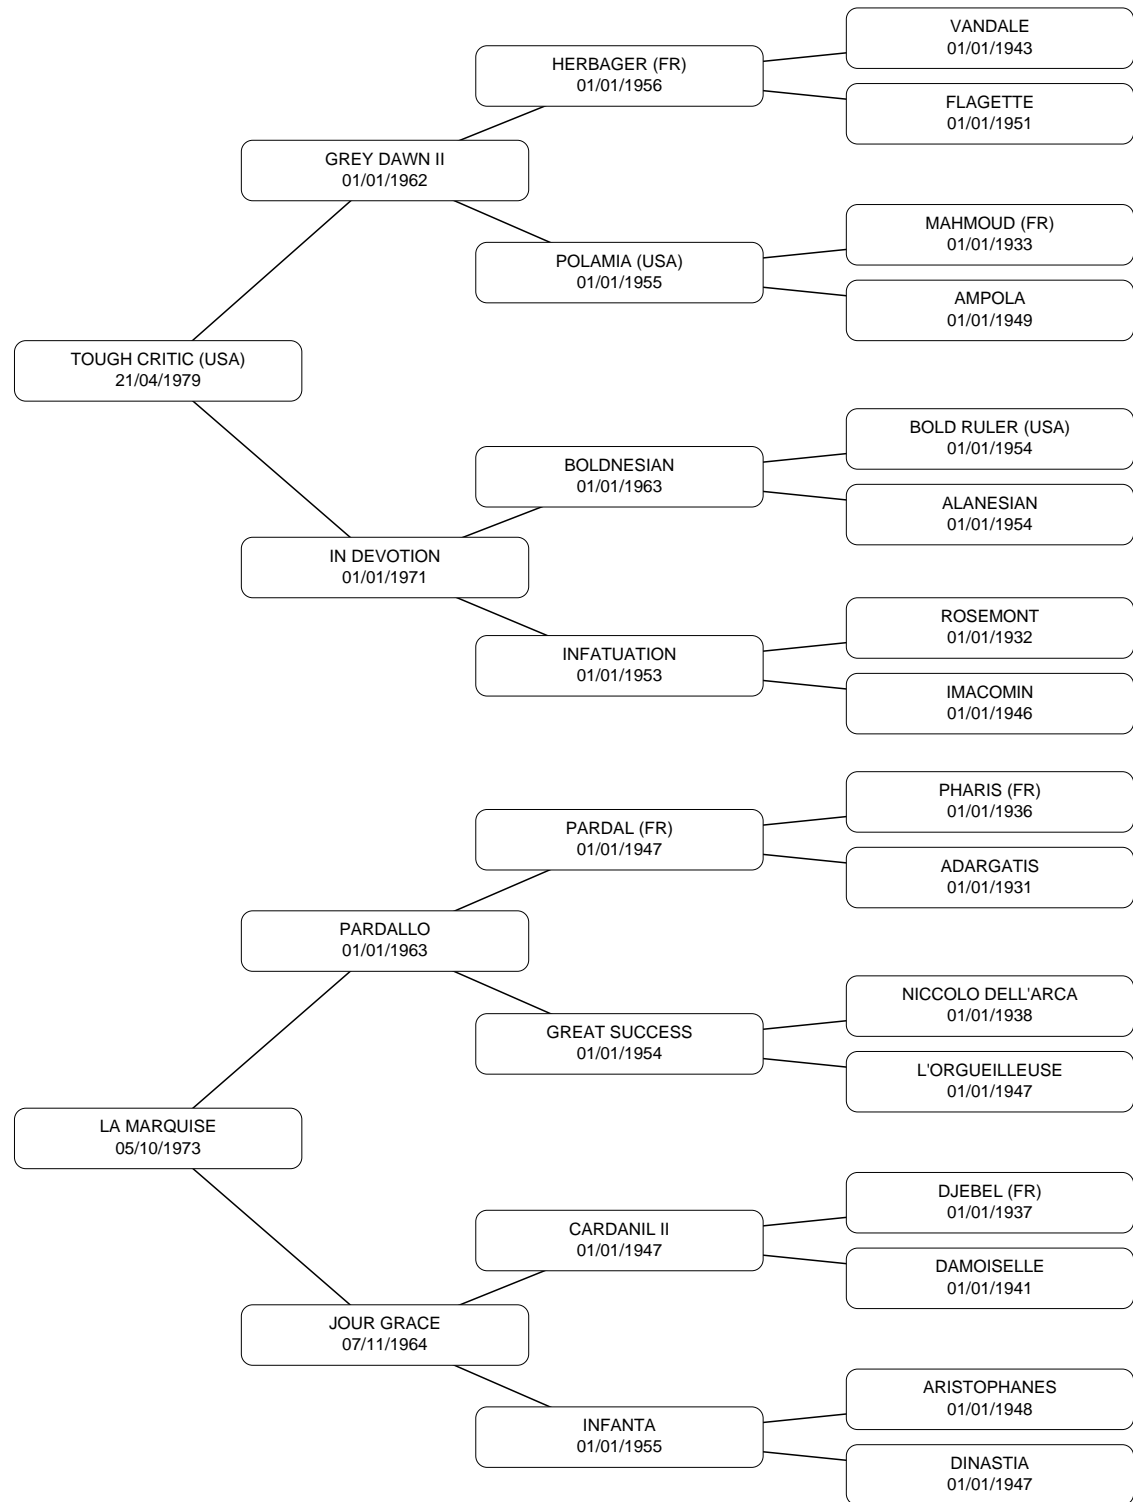 VANDALE
01/01/1943
HERBAGER (FR)
01/01/1956
FLAGETTE
01/01/1951
GREY DAWN II
01/01/1962
MAHMOUD (FR)
01/01/1933
POLAMIA (USA)
01/01/1955
AMPOLA
01/01/1949
TOUGH CRITIC (USA)
21/04/1979
BOLD RULER (USA)
01/01/1954
BOLDNESIAN
01/01/1963
ALANESIAN
01/01/1954
IN DEVOTION
01/01/1971
ROSEMONT
01/01/1932
INFATUATION
01/01/1953
IMACOMIN
01/01/1946
PHARIS (FR)
01/01/1936
PARDAL (FR)
01/01/1947
ADARGATIS
01/01/1931
PARDALLO
01/01/1963
NICCOLO DELL'ARCA
01/01/1938
GREAT SUCCESS
01/01/1954
L'ORGUEILLEUSE
01/01/1947
LA MARQUISE
05/10/1973
DJEBEL (FR)
01/01/1937
CARDANIL II
01/01/1947
DAMOISELLE
01/01/1941
JOUR GRACE
07/11/1964
ARISTOPHANES
01/01/1948
INFANTA
01/01/1955
DINASTIA
01/01/1947